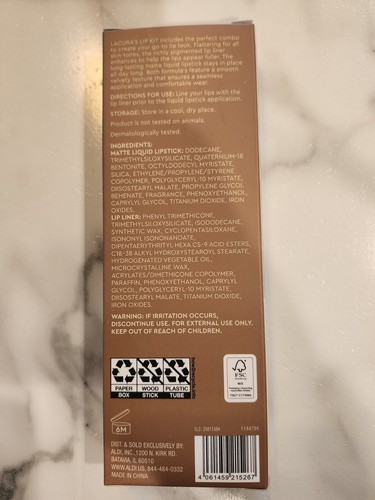 LACURA'S LIP KIT includes the perfect combo
to create your go to lip look. Flattering for all
skin tones, the richly pigmented lip liner
enhances to help the lips appear fuller. The
long lasting matte liquid lipstick stays in place
all day long. Both formula's feature a smooth
velvety texture that ensures a seamless
application and comfortable wear.
DIRECTIONS FOR USE: Line your lips with the
lip liner prior to the liquid lipstick application.
STORAGE: Store in a cool, dry place.
Product is not tested on animals.
Dermatologically tested.
INGREDIENTS:
MATTE LIQUID LIPSTICK: DODECANE,
TRIMETHYLSILOXYSILICATE, QUATERNIUM-18
BENTONITE, OCTYLDODECYL MYRISTATE,
SILICA, ETHYLENE/PROPYLENE/STYRENE
COPOLYMER, POLYGLYCERYL-10 MYRISTATE,
DIISOSTEARYL MALATE, PROPYLENE GLYCOL
BEHENATE, FRAGRANCE, PHENOXYETHANOL,
CAPRYLYL GLYCOL, TITANIUM DIOXIDE, IRON
OXIDES.
LIP LINER: PHENYL TRIMETHICONE,
TRIMETHYLSILOXYSILICATE, ISODODECANE,
SYNTHETIC WAX, CYCLOPENTASILOXANE,
ISONONYL ISONONANOATE,
DIPENTAERYTHRITYL HEXA C5-9 ACID ESTERS,
C18-38 ALKYL HYDROXYSTEAROYL STEARATE,
HYDROGENATED VEGETABLE OIL,
MICROCRYSTALLINE WAX,
ACRYLATES/DIMETHICONE COPOLYMER,
PARAFFIN, PHENOXYETHANOL, CAPRYLYL
GLYCOL, POLYGLYCERYL-10 MYRISTATE,
DIISOSTEARYL MALATE, TITANIUM DIOXIDE,
IRON OXIDES.
WARNING: IF IRRITATION OCCURS,
DISCONTINUE USE. FOR EXTERNAL USE ONLY.
KEEP OUT OF REACH OF CHILDREN.
PAPER WOOD PLASTIC
BOX STICK TUBE
FSC
MIX
6M
DIST. & SOLD EXCLUSIVELY BY:
ALDI, INC.,1200 N. KIRK RD.
BATAVIA, IL 60510
WWW.ALDI.US, 844-484-0332
MADE IN CHINA
4 061459 215267